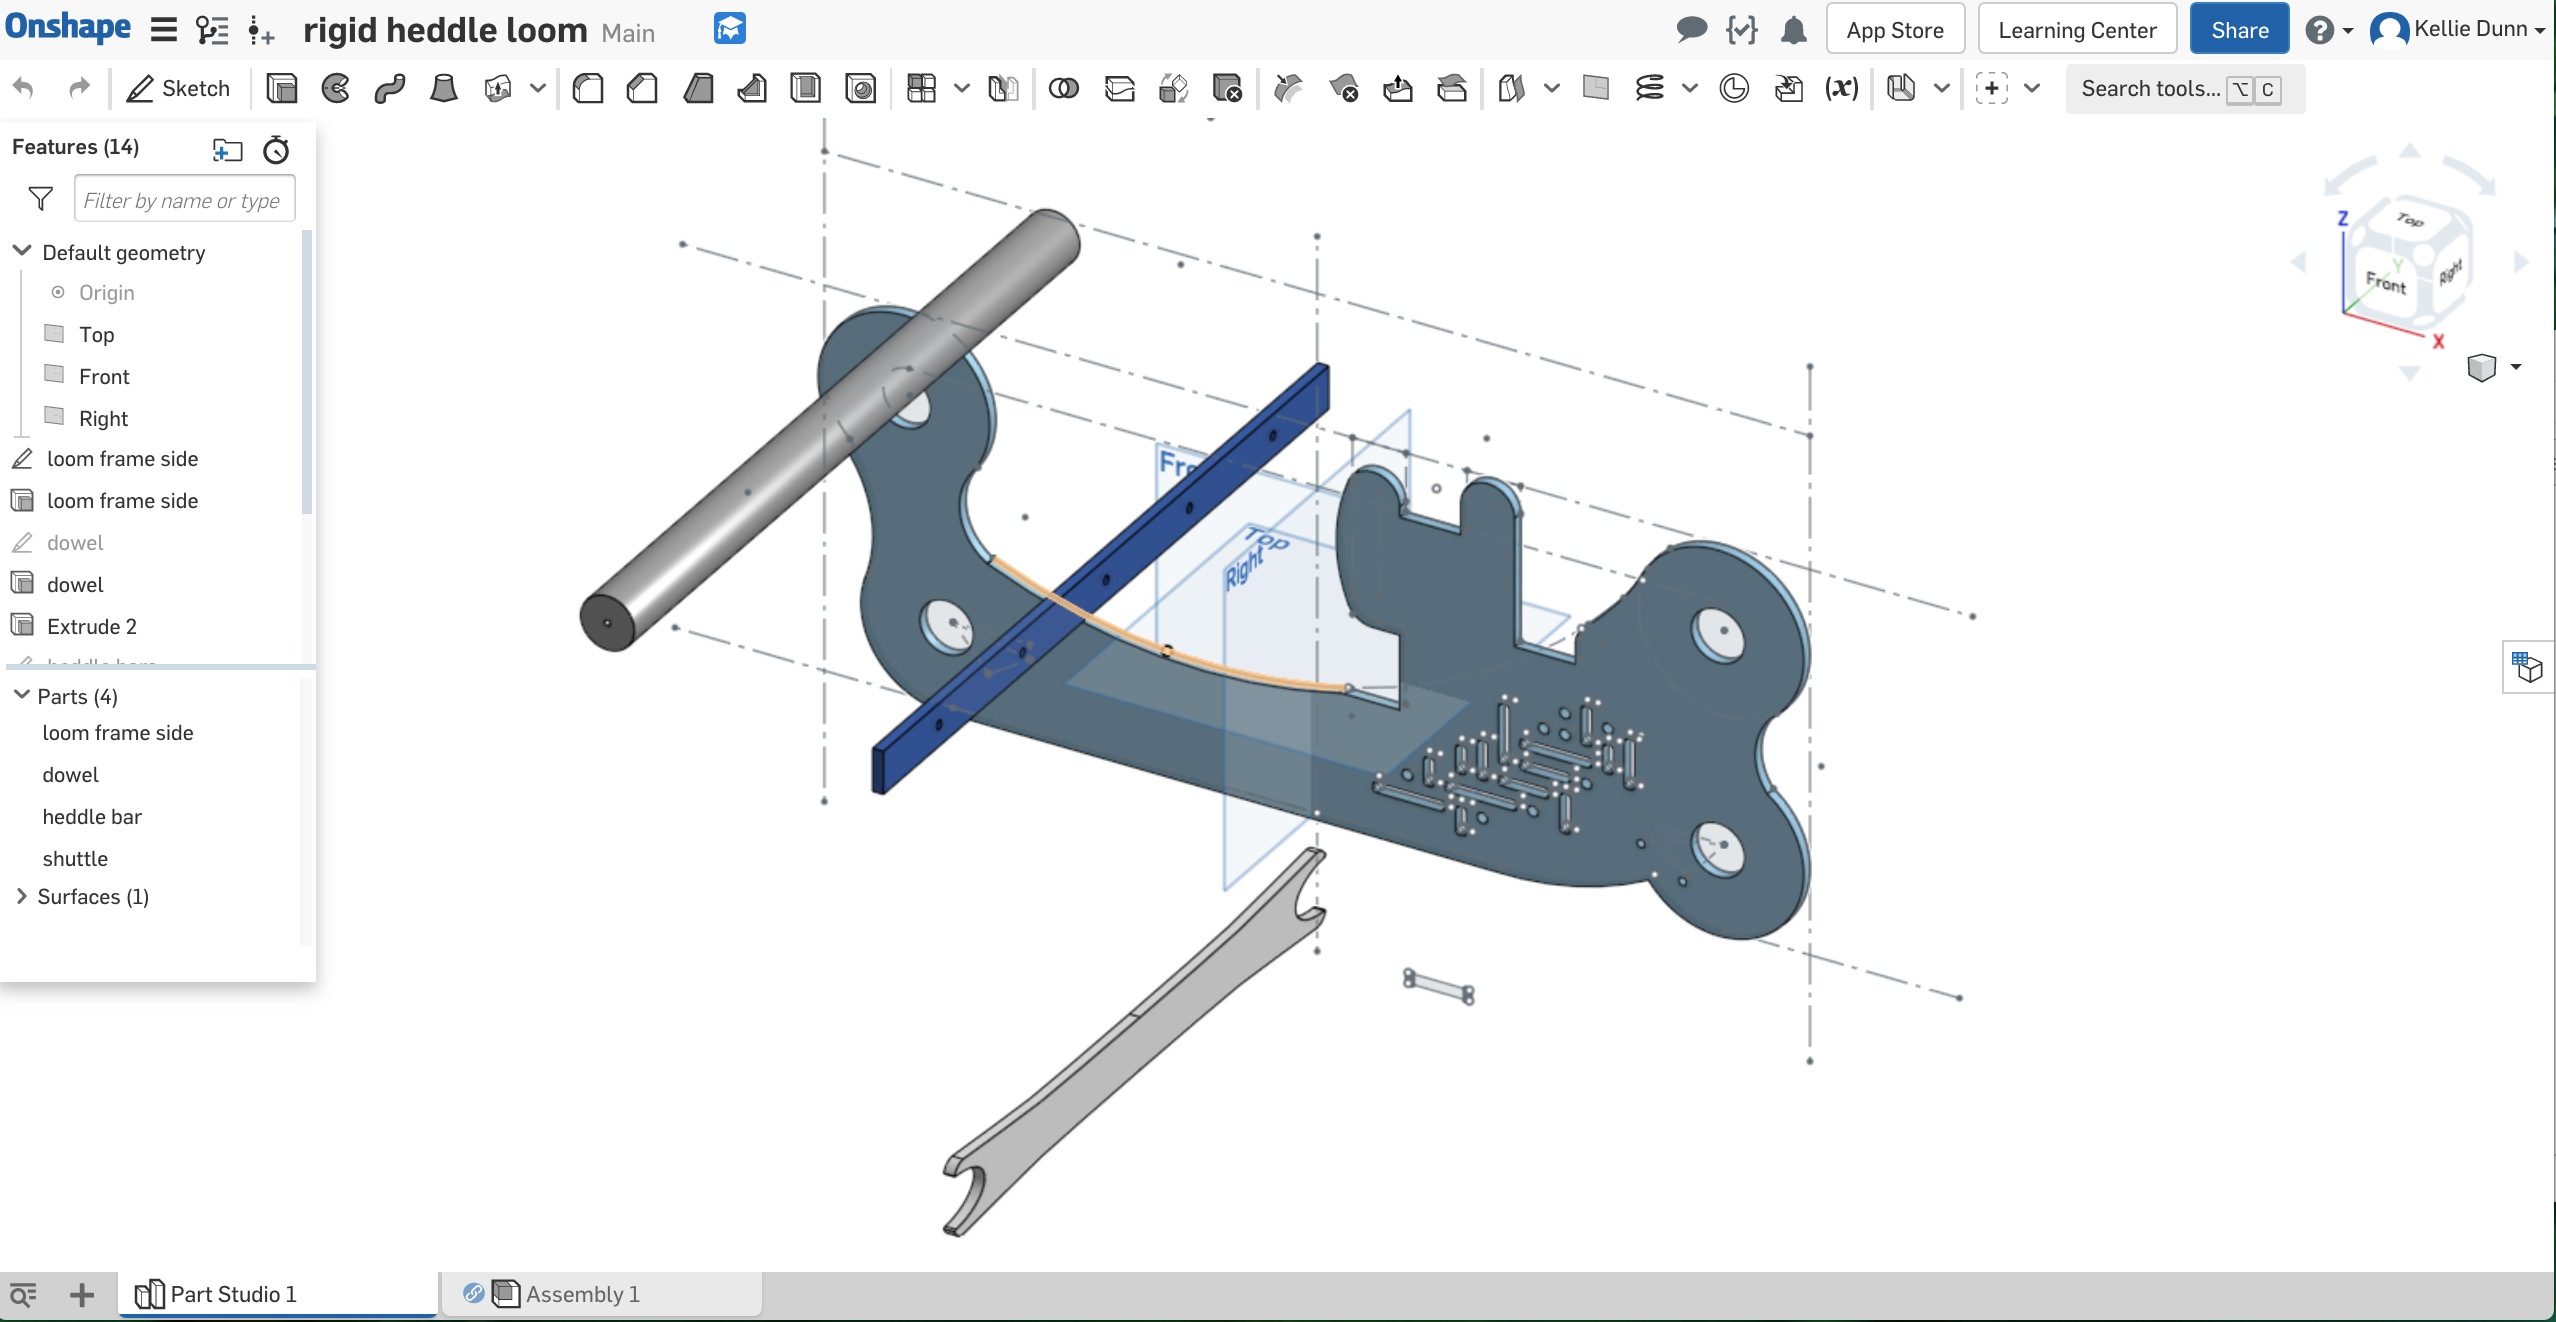 Onshape rigid heddle loom Main App Store Learning Center Share Kellie Dunn
Sketch (x) Search tools... ⌥ C
Features (14)
Filter by name or type
Default geometry
Origin
Top
Front
Right
loom frame side
loom frame side
dowel
dowel
Extrude 2
Parts (4)
loom frame side
dowel
heddle bar
shuttle
Surfaces (1)
Top
Right
Z
Top
Front
Right
Y
X
Part Studio 1
Assembly 1